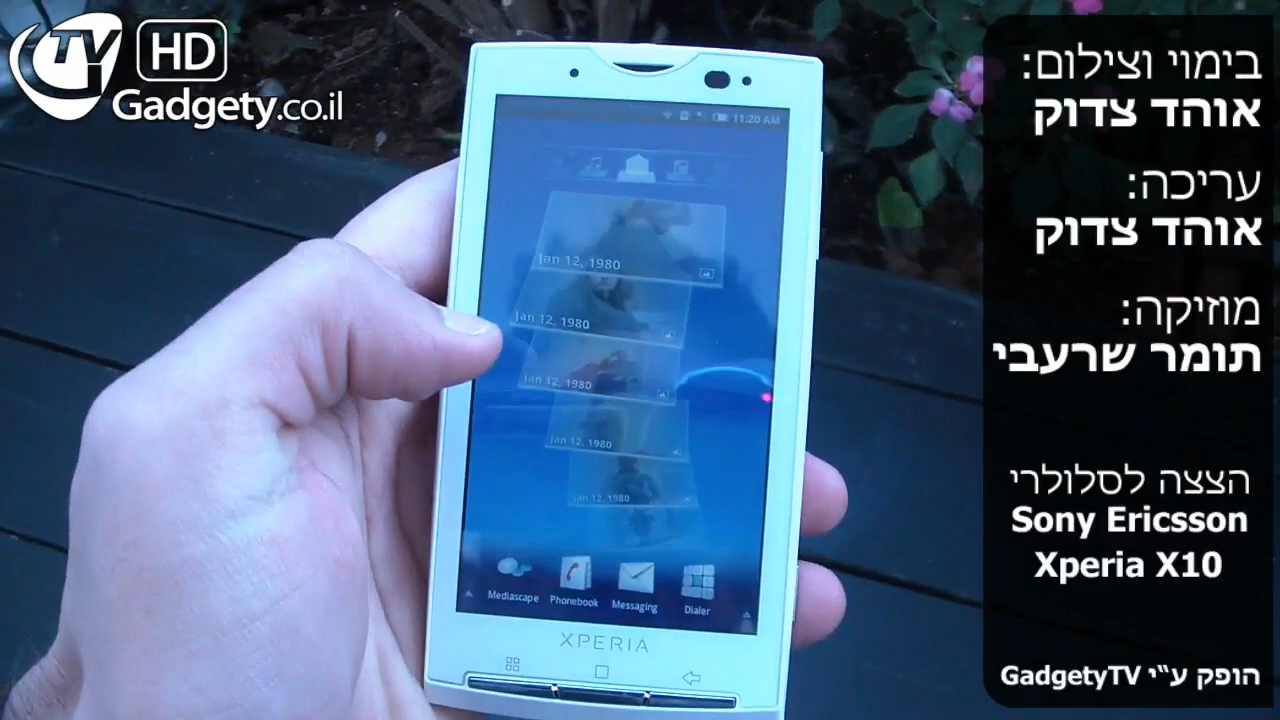 TV HD
Gadgety.co.il
11:20 AM
Jan 12, 1980
Jan 12, 1980
Jan 12, 1980
Jan 12, 1980
Jan 12, 1980
Mediascape Phonebook Messaging Dialer
XPERIA
בימוי וצילום:
אוהד צדוק
עריכה:
אוהד צדוק
מוזיקה:
תומר שרעבי
הצצה לסלולרי
Sony Ericsson
Xperia X10
הופק ע"י GadgetyTV